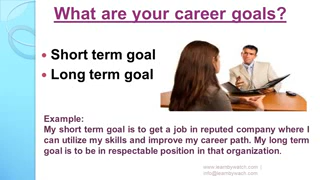 What are your career goals?
Short term goal
Long term goal
Example:
My short term goal is to get a job in reputed company where I
can utilize my skills and improve my career path. My long term
goal is to be in respectable position in that organization.
www.learnbywatch.com |
info@learnbywach.com